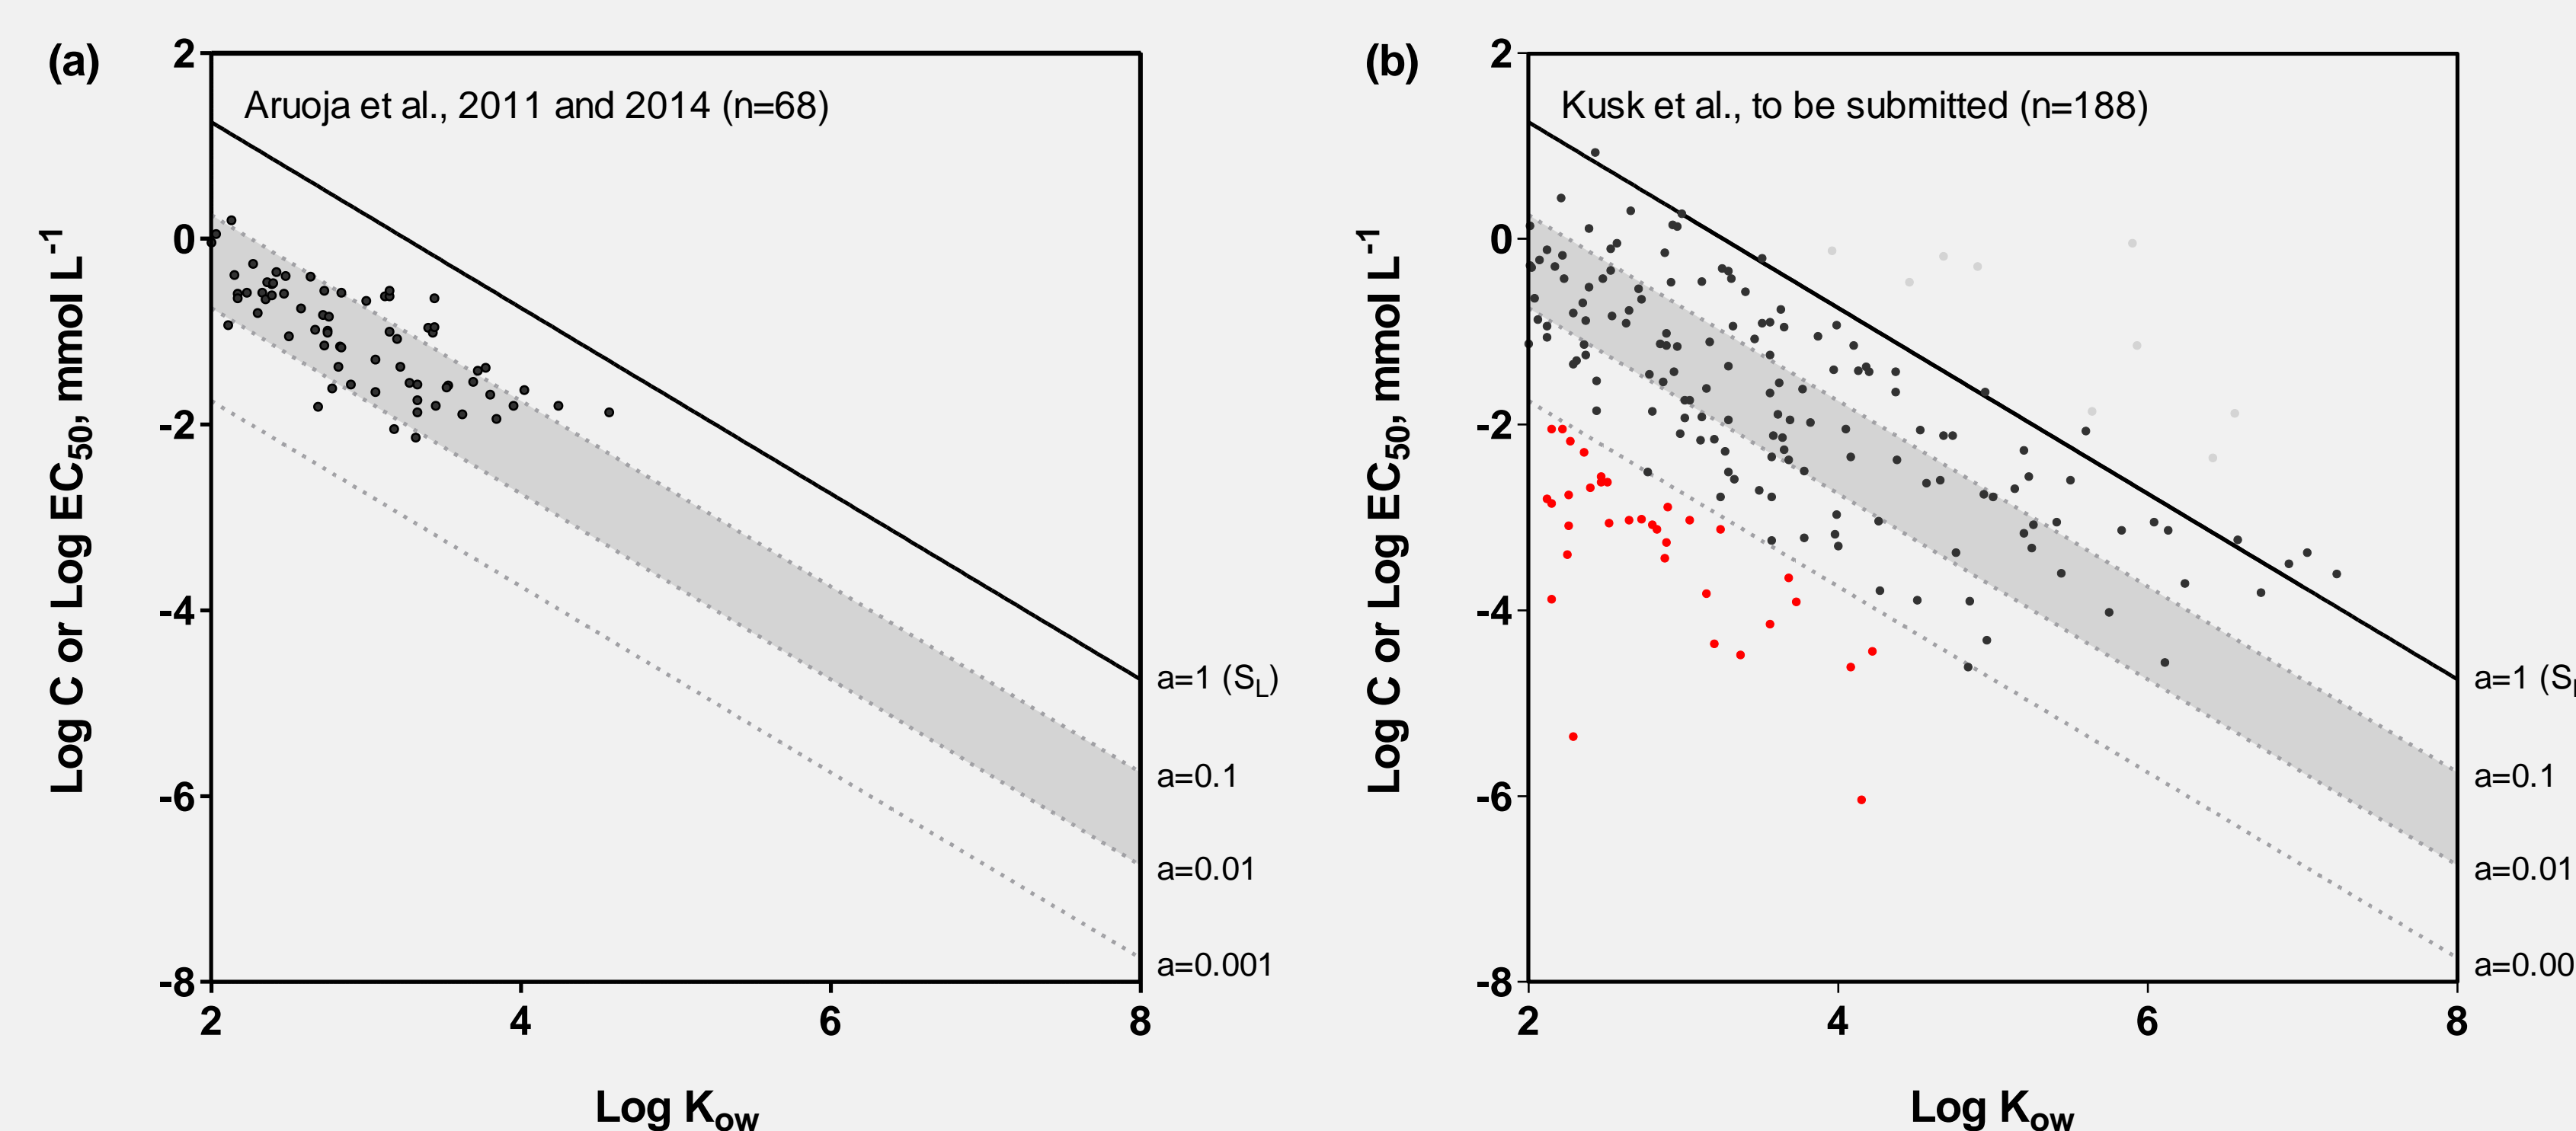 (a)
Aruoja et al., 2011 and 2014 (n=68)
Log C or Log EC50, mmol L-1
2
0
-2
-4
-6
-8
2 4 6 8
Log Kow
a=1 (SL)
a=0.1
a=0.01
a=0.001
(b)
Kusk et al., to be submitted (n=188)
Log C or Log EC50, mmol L-1
2
0
-2
-4
-6
-8
2 4 6 8
Log Kow
a=1 (S
a=0.1
a=0.01
a=0.00